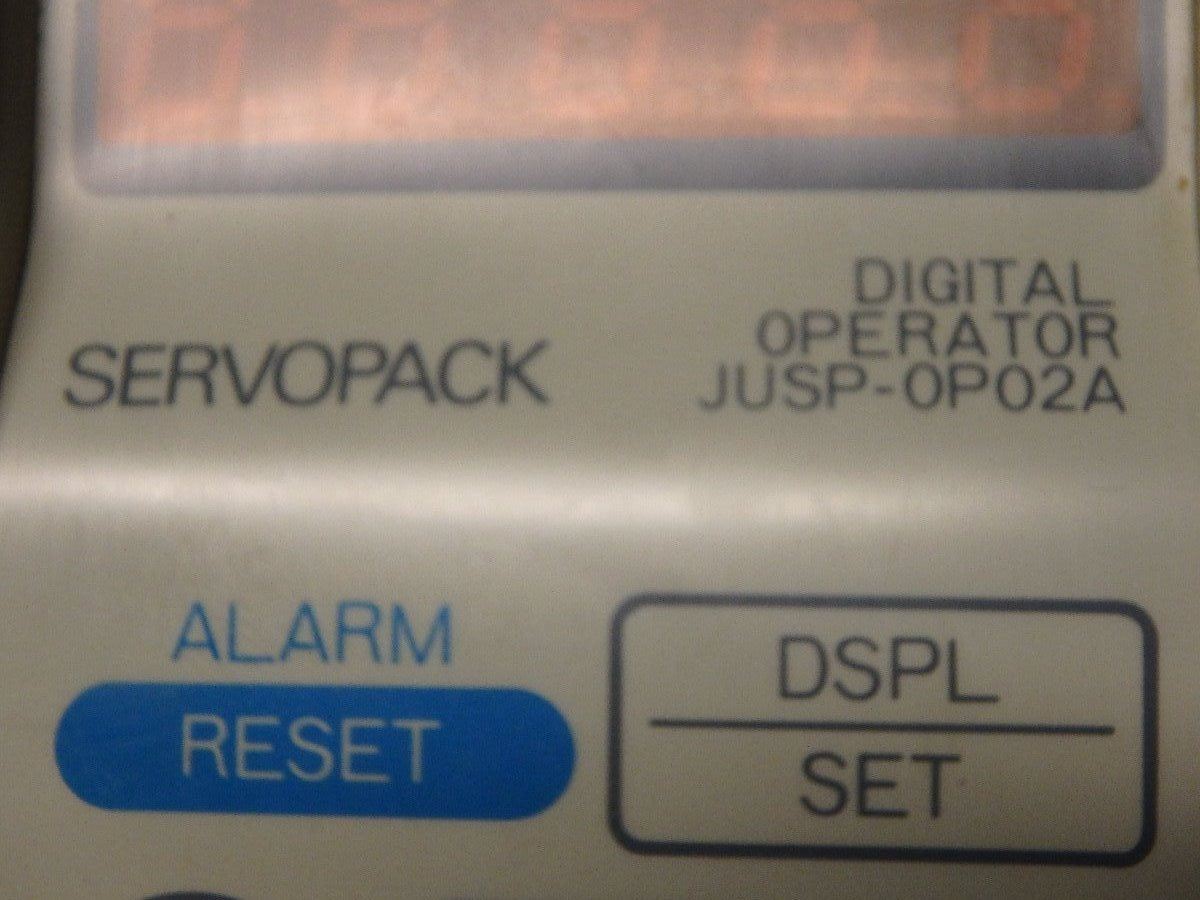 DIGITAL
OPERATOR
SERVOPACK
JUSP-OP02A
ALARM
RESET
DSPL
SET